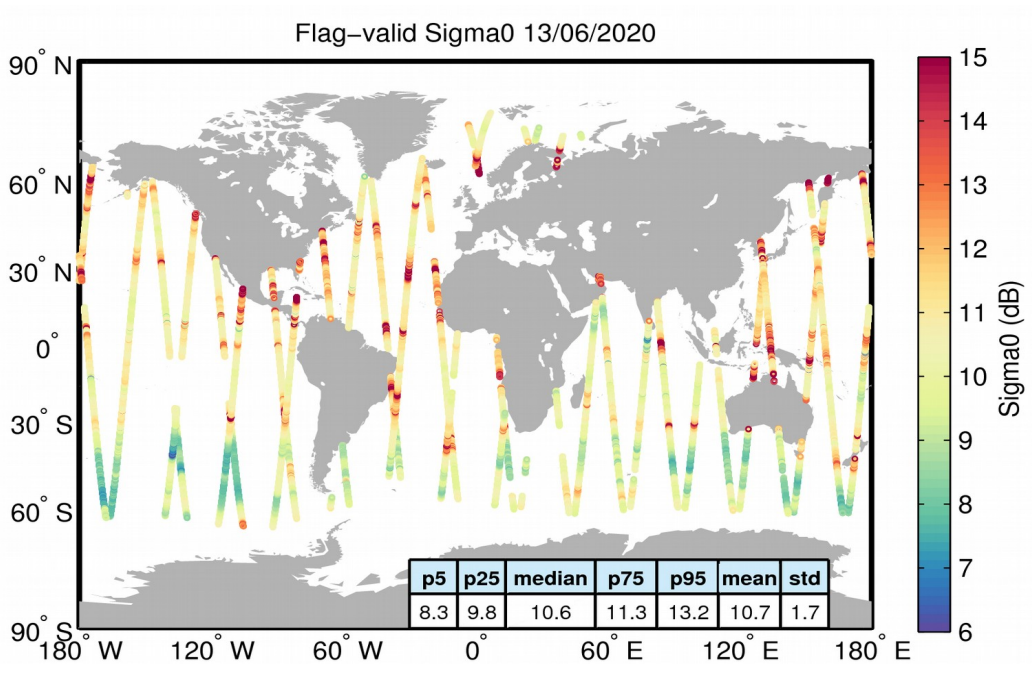 Flag−valid Sigma0 13/06/2020
90° N
60° N
30° N
0°
30° S
60° S
90° S
180° W
120° W
60° W
0°
60° E
120° E
180° E
p5 p25 median p75 p95 mean std
8.3 9.8 10.6 11.3 13.2 10.7 1.7
15
14
13
12
11
10
9
8
7
6
Sigma0 (dB)